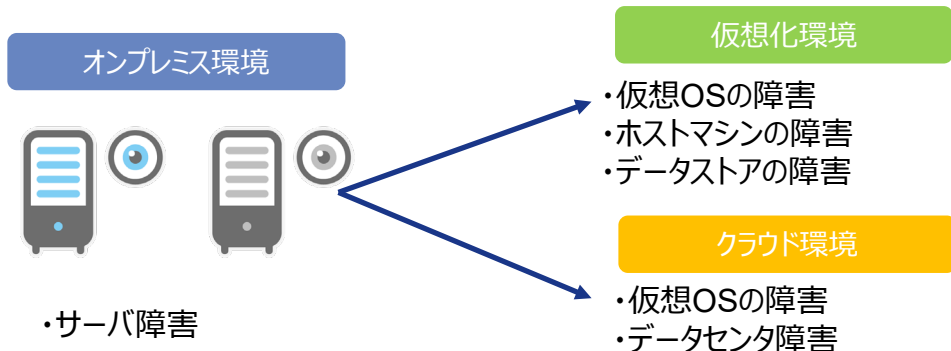 オンプレミス環境
・サーバ障害
仮想化環境
・仮想OSの障害
・ホストマシンの障害
・データストアの障害
クラウド環境
・仮想OSの障害
・データセンタ障害